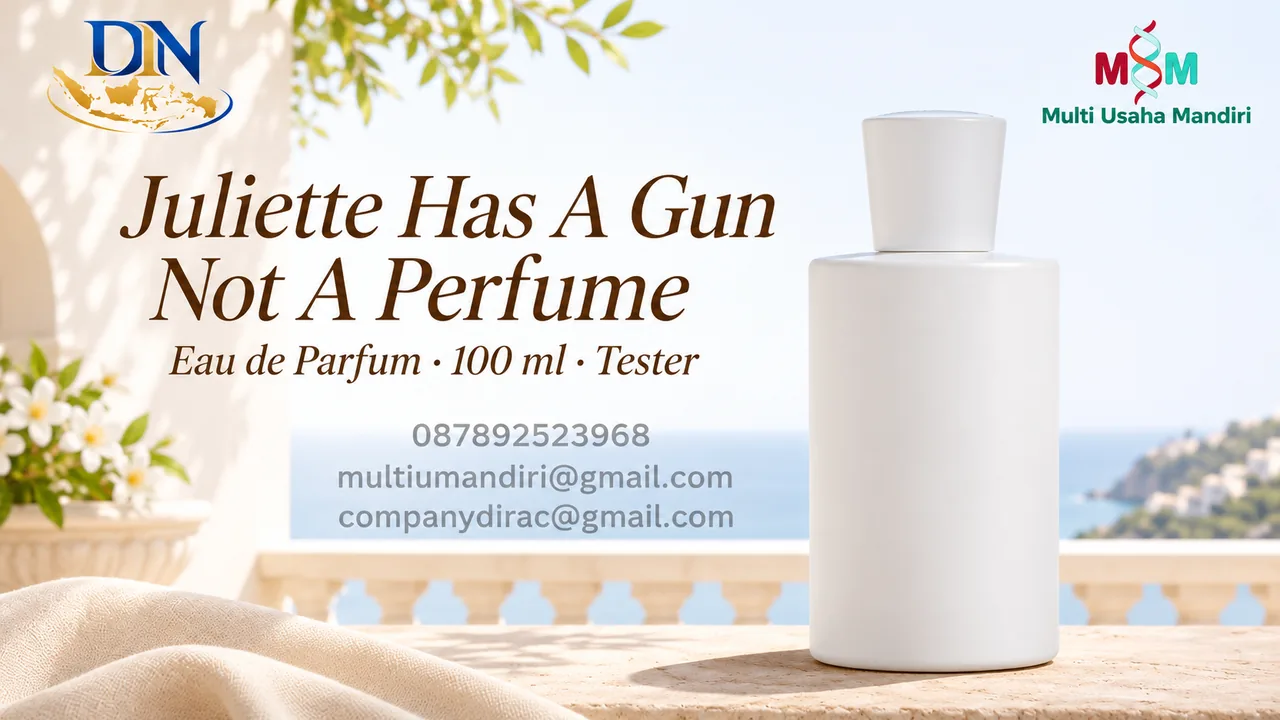 DN
MM
Multi Usaha Mandiri
Juliette Has A Gun
Not A Perfume
Eau de Parfum · 100 ml · Tester
087892523968
multiumandiri@gmail.com
companydirac@gmail.com